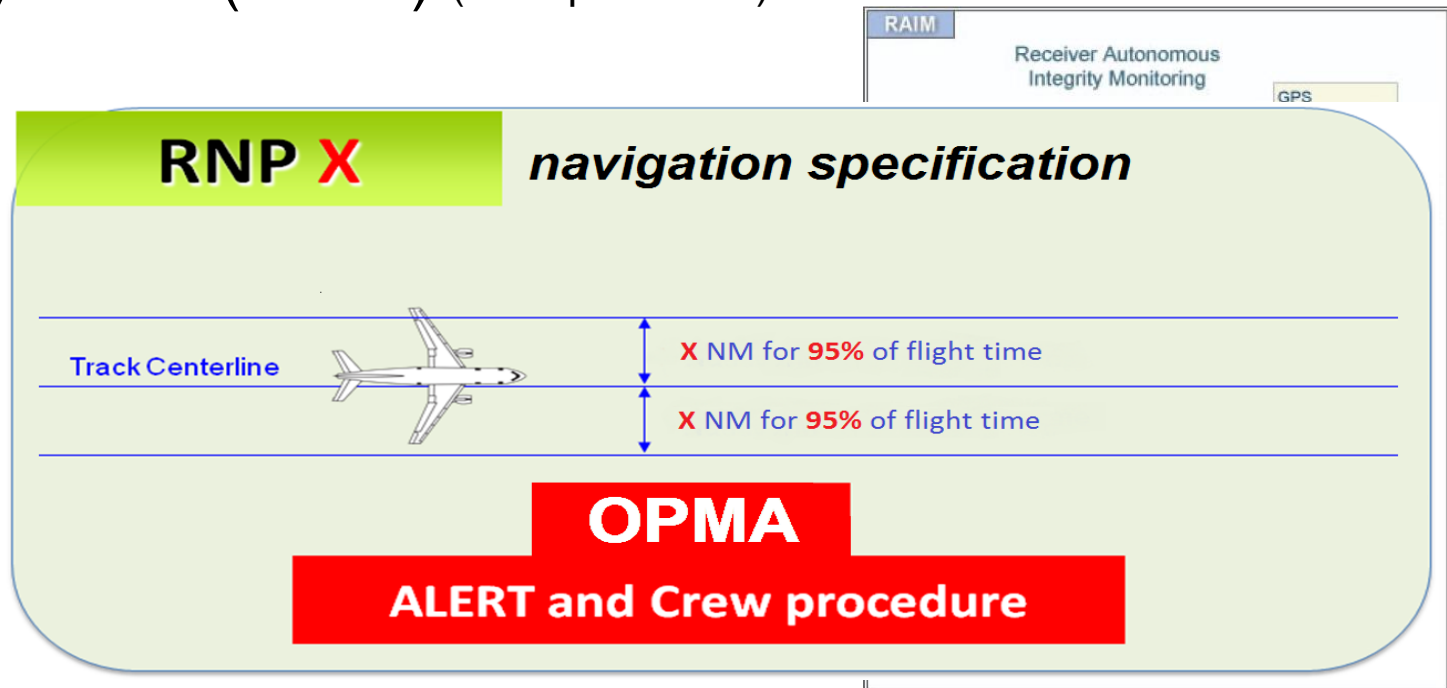 RAIM
Receiver Autonomous
Integrity Monitoring
GPS
RNP X navigation specification
X NM for 95% of flight time
Track Centerline
X NM for 95% of flight time
OPMA
ALERT and Crew procedure